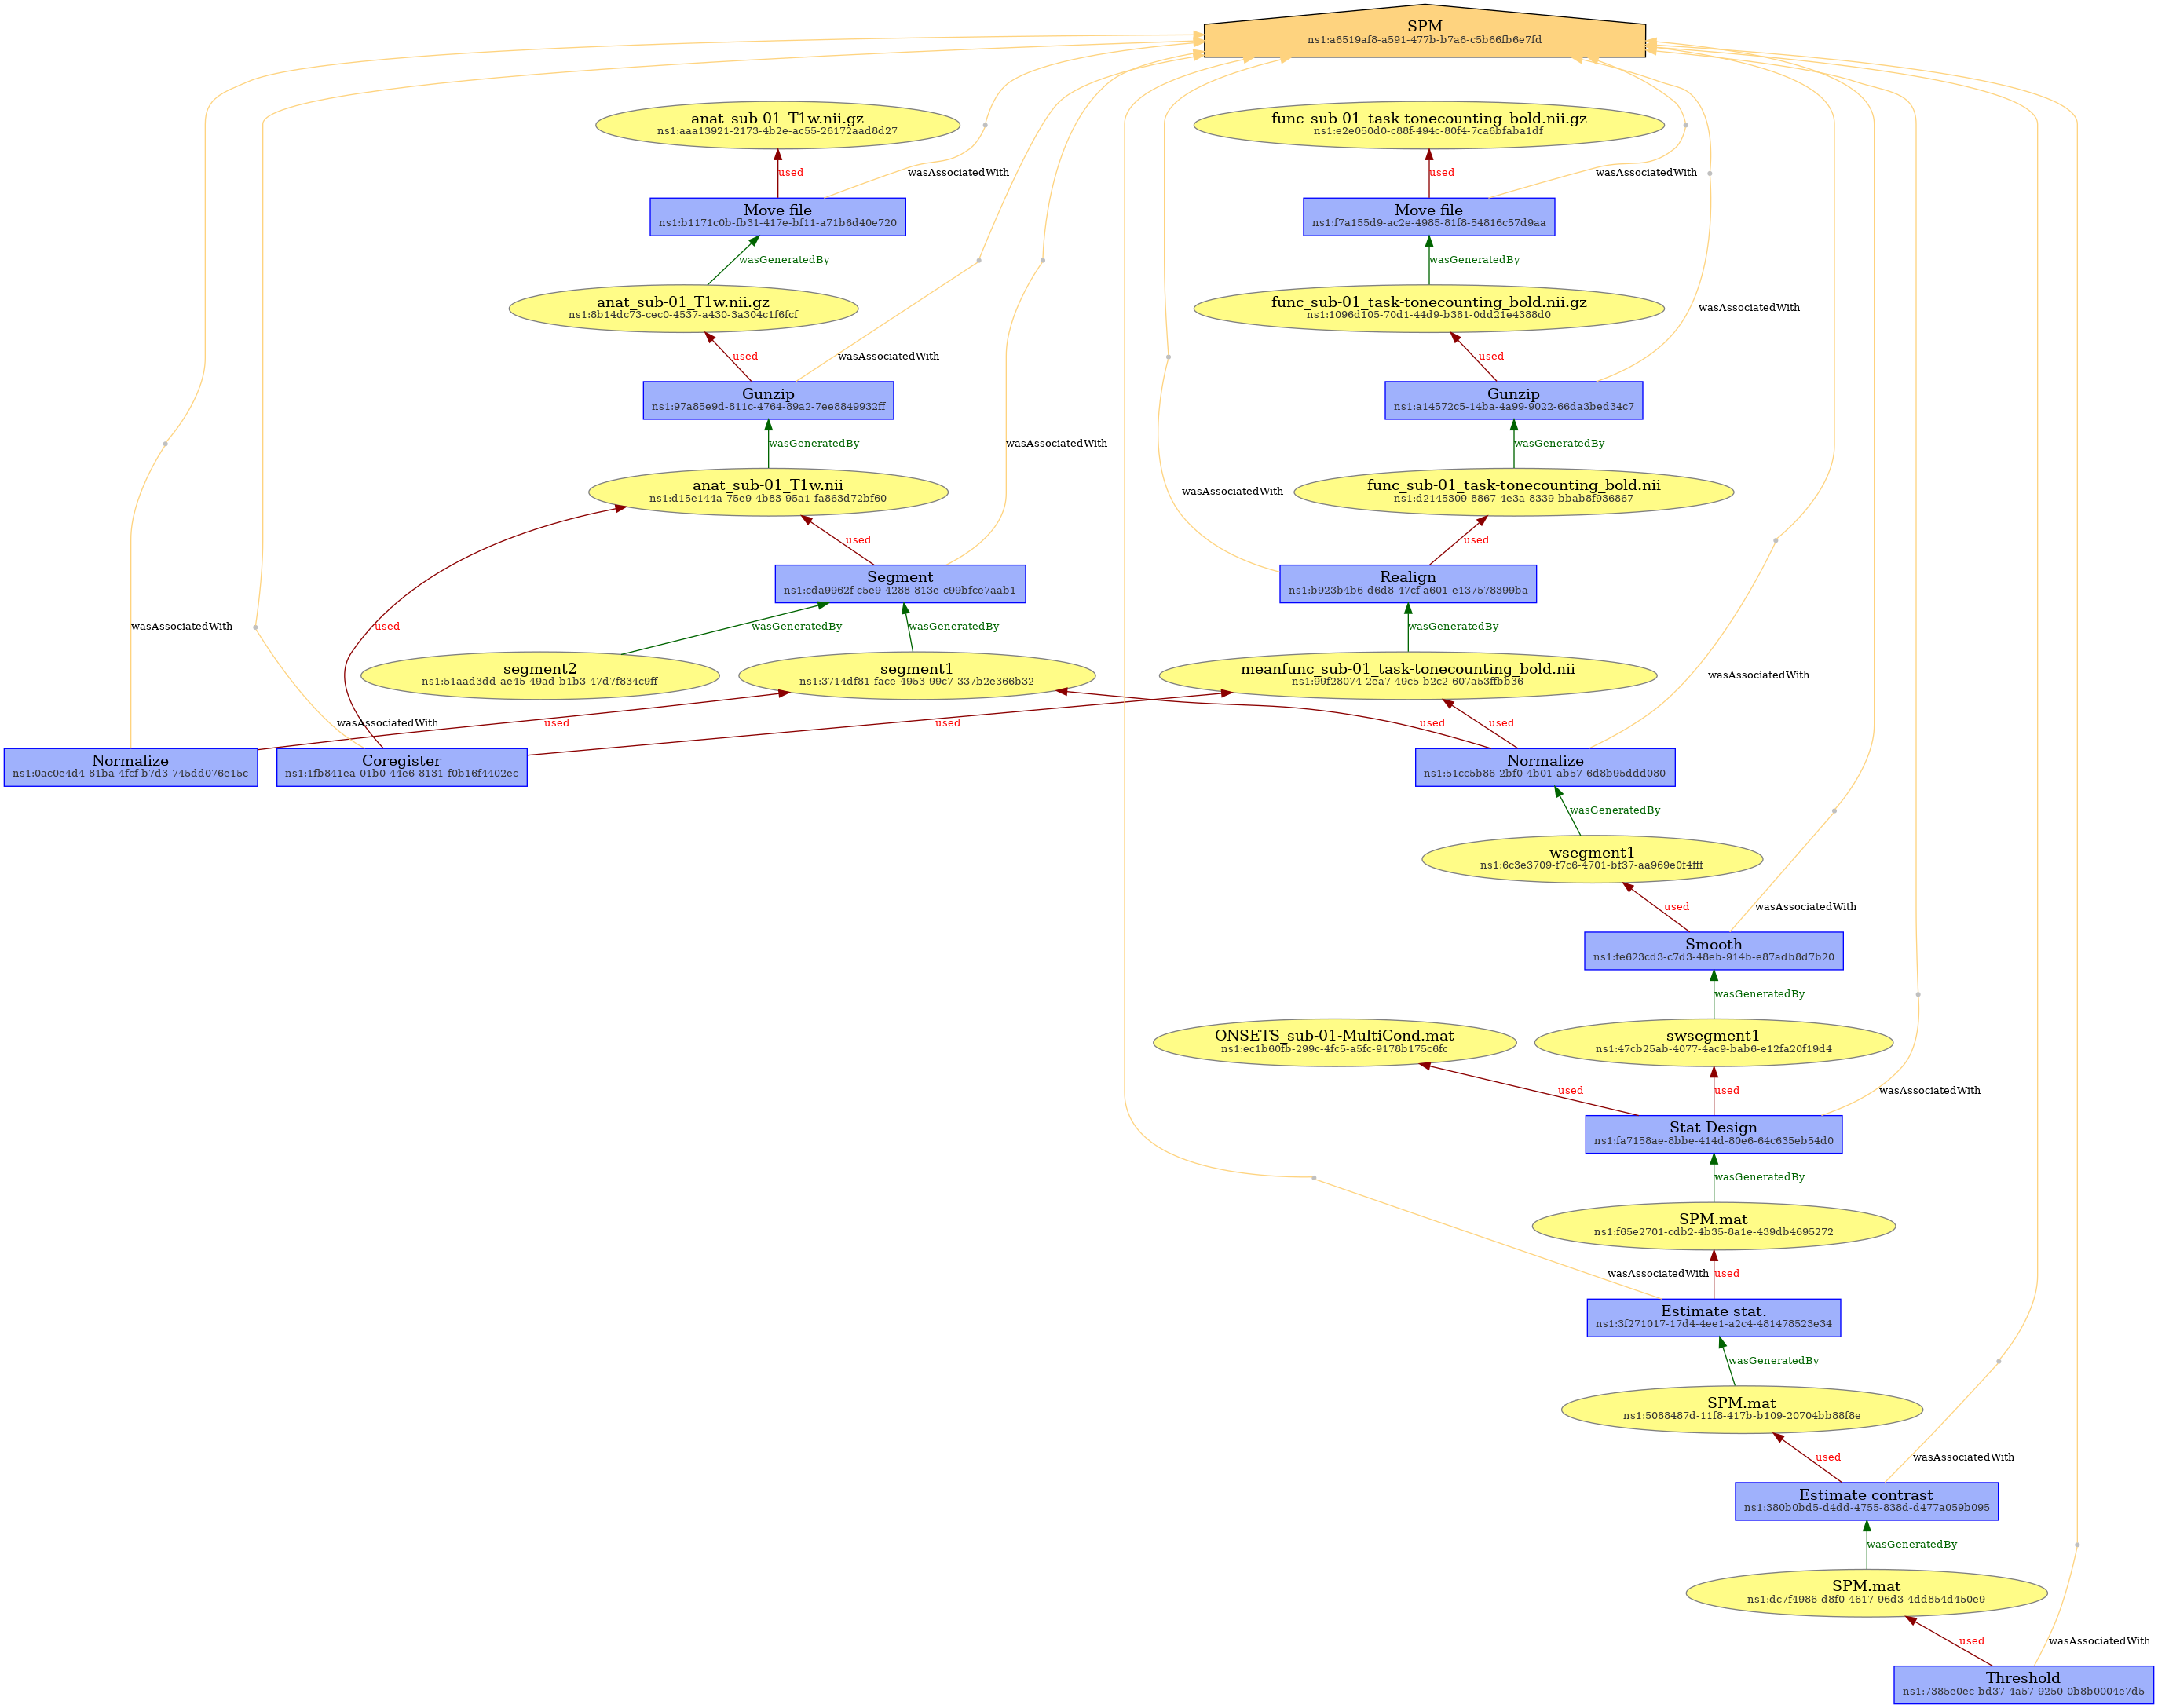 SPM
ns1:a6519af8-a591-477b-b7a6-c5b66fb6e7fd
anat_sub-01_T1w.nii.gz
ns1:aaa13921-2173-4b2e-ac55-26172aad8d27
func_sub-01_task-tonecounting_bold.nii.gz
ns1:e2e050d0-c88f-494c-80f4-7ca6bfaba1df
used
wasAssociatedWith
used
wasAssociatedWith
Move file
ns1:b1171c0b-fb31-417e-bf11-a71b6d40e720
Move file
ns1:f7a155d9-ac2e-4985-81f8-54816c57d9aa
wasGeneratedBy
wasGeneratedBy
anat_sub-01_T1w.nii.gz
ns1:8b14dc73-cec0-4537-a430-3a304c1f6fcf
func_sub-01_task-tonecounting_bold.nii.gz
ns1:1096d105-70d1-44d9-b381-0dd21e4388d0
wasAssociatedWith
used
wasAssociatedWith
used
Gunzip
ns1:97a85e9d-811c-4764-89a2-7ee8849932ff
Gunzip
ns1:a14572c5-14ba-4a99-9022-66da3bed34c7
wasGeneratedBy
wasAssociatedWith
wasGeneratedBy
anat_sub-01_T1w.nii
ns1:d15e144a-75e9-4b83-95a1-fa863d72bf60
wasAssociatedWith
func_sub-01_task-tonecounting_bold.nii
ns1:d2145309-8867-4e3a-8339-bbab8f936867
used
used
Segment
ns1:cda9962f-c5e9-4288-813e-c99bfce7aab1
Realign
ns1:b923b4b6-d6d8-47cf-a601-e137578399ba
wasAssociatedWith
used
wasGeneratedBy
wasGeneratedBy
wasGeneratedBy
segment2
ns1:51aad3dd-ae45-49ad-b1b3-47d7f834c9ff
segment1
ns1:3714df81-face-4953-99c7-337b2e366b32
meanfunc_sub-01_task-tonecounting_bold.nii
ns1:99f28074-2ea7-49c5-b2c2-607a53ffbb36
wasAssociatedWith
wasAssociatedWith
used
used
used
used
Normalize
ns1:0ac0e4d4-81ba-4fcf-b7d3-745dd076e15c
Coregister
ns1:1fb841ea-01b0-44e6-8131-f0b16f4402ec
Normalize
ns1:51cc5b86-2bf0-4b01-ab57-6d8b95ddd080
wasGeneratedBy
wsegment1
ns1:6c3e3709-f7c6-4701-bf37-aa969e0f4fff
used
wasAssociatedWith
Smooth
ns1:fe623cd3-c7d3-48eb-914b-e87adb8d7b20
wasGeneratedBy
ONSETS_sub-01-MultiCond.mat
ns1:ec1b60fb-299c-4fc5-a5fc-9178b175c6fc
swsegment1
ns1:47cb25ab-4077-4ac9-bab6-e12fa20f19d4
used
used
wasAssociatedWith
Stat Design
ns1:fa7158ae-8bbe-414d-80e6-64c635eb54d0
wasGeneratedBy
SPM.mat
ns1:f65e2701-cdb2-4b35-8a1e-439db4695272
wasAssociatedWith
used
Estimate stat.
ns1:3f271017-17d4-4ee1-a2c4-481478523e34
wasGeneratedBy
SPM.mat
ns1:5088487d-11f8-417b-b109-20704bb88f8e
used
wasAssociatedWith
Estimate contrast
ns1:380b0bd5-d4dd-4755-838d-d477a059b095
wasGeneratedBy
SPM.mat
ns1:dc7f4986-d8f0-4617-96d3-4dd854d450e9
used
wasAssociatedWith
Threshold
ns1:7385e0ec-bd37-4a57-9250-0b8b0004e7d5